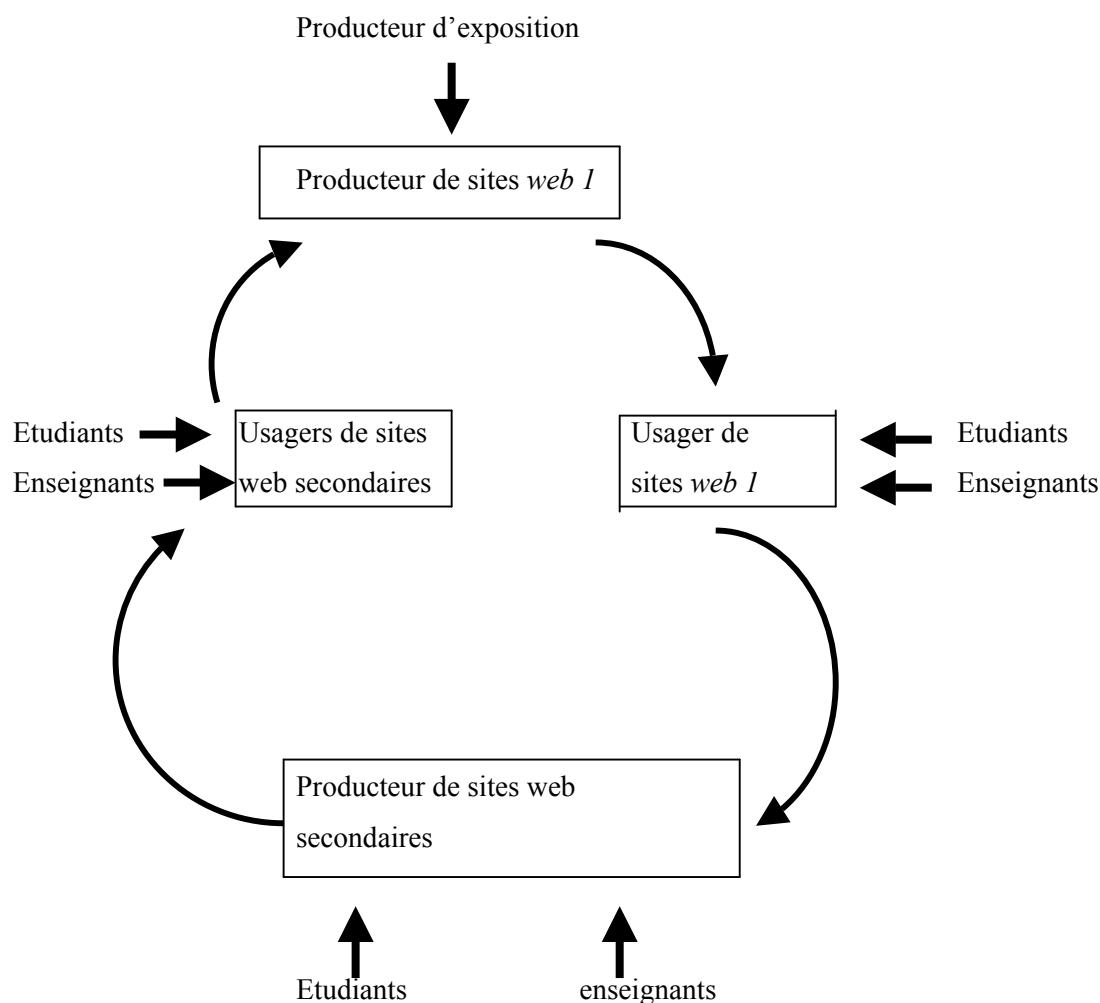 Producteur d’exposition
Producteur de sites web 1
Etudiants
Enseignants
Usagers de sites
web secondaires
Usager de
sites web 1
Etudiants
Enseignants
Producteur de sites web
secondaires
Etudiants
enseignants